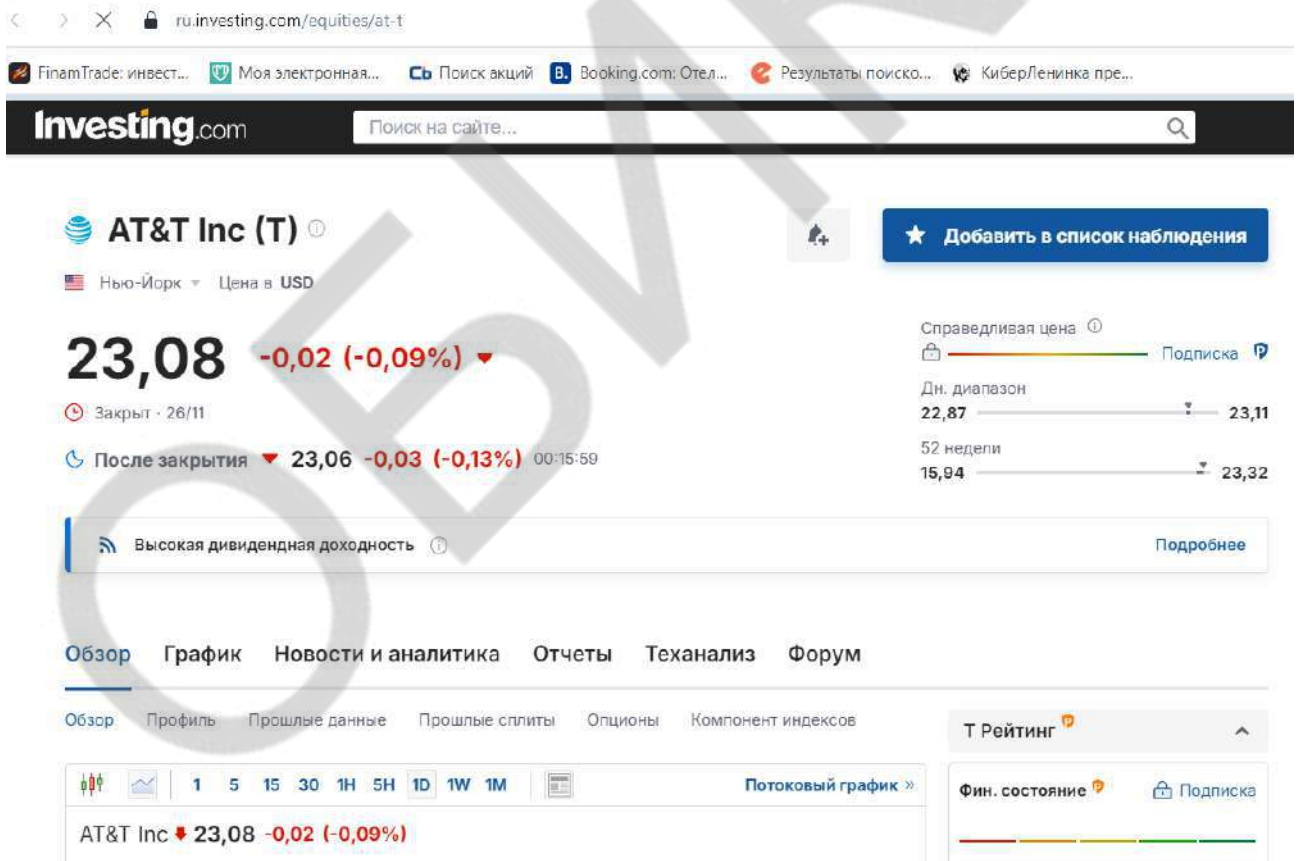 ru.investing.com/equities/at-t
FinamTrade: инвест... Моя электронная... Сь Поиск акций B. Booking.com: Отел... Результаты поиско... КиберЛенинка пре...
Investing.com Поиск на сайте...
AT&T Inc (T)
Добавить в список наблюдения
Нью-Йорк Цена в USD
23,08 -0,02 (-0,09%)
Справедливая цена
Подписка
Закрыт · 26/11
Дн. диапазон
22,87 23,11
После закрытия 23,06 -0,03 (-0,13%) 00:15:59
52 недели
15,94 23,32
Высокая дивидендная доходность Подробнее
Обзор График Новости и аналитика Отчеты Теханализ Форум
Обзор Профиль Прошлые данные Прошлые сплиты Опционы Компонент индексов
Т Рейтинг
1 5 15 30 1H 5H 1D 1W 1M Потоковый график »
Фин. состояние Подписка
AT&T Inc 23,08 -0,02 (-0,09%)
ОБИ